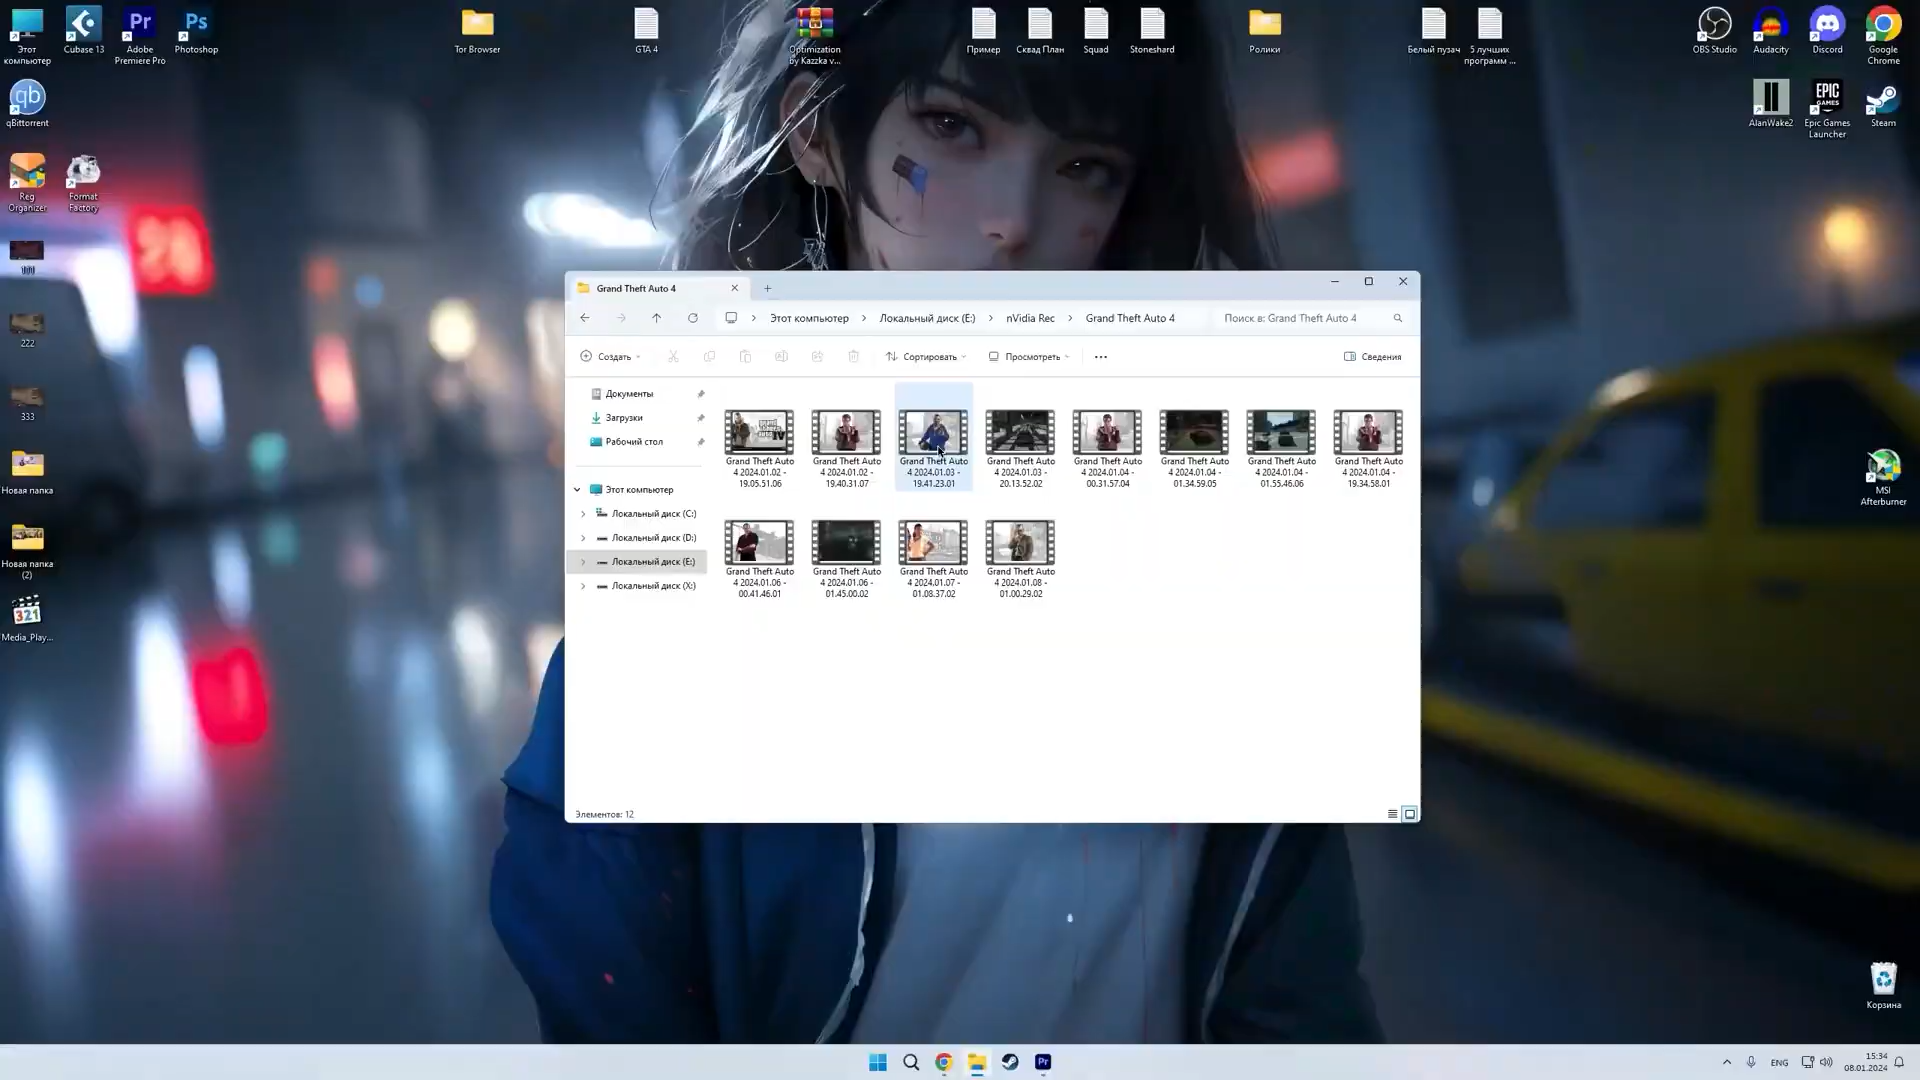 Этот
компьютер
Cubase 13
Adobe
Premiere Pro
Photoshop
Tor Browser
GTA 4
Optimization
by Kazzka v...
Пример
Сквад План
Squad
Stoneshard
Ролики
Белый пузач
5 лучших
программ ...
OBS Studio
Audacity
Discord
Google
Chrome
qBittorrent
AlanWake2
Epic Games
Launcher
Steam
Reg
Organizer
Format
Factory
111
222
333
Новая папка
Новая папка
(2)
Media_Play...
MSI
Afterburner
Корзина
Grand Theft Auto 4
Этот компьютер > Локальный диск (E:) > nVidia Rec > Grand Theft Auto 4
Поиск в: Grand Theft Auto 4
Создать
Сортировать
Просмотреть
Сведения
Документы
Загрузки
Рабочий стол
Этот компьютер
Локальный диск (C:)
Локальный диск (D:)
Локальный диск (E:)
Локальный диск (X:)
Grand Theft Auto
4 2024.01.02 -
19.05.51.06
Grand Theft Auto
4 2024.01.02 -
19.40.31.07
Grand Theft Auto
4 2024.01.03 -
19.41.23.01
Grand Theft Auto
4 2024.01.03 -
20.13.52.02
Grand Theft Auto
4 2024.01.04 -
00.31.57.04
Grand Theft Auto
4 2024.01.04 -
01.34.59.05
Grand Theft Auto
4 2024.01.04 -
01.55.46.06
Grand Theft Auto
4 2024.01.04 -
19.34.58.01
Grand Theft Auto
4 2024.01.06 -
00.41.46.01
Grand Theft Auto
4 2024.01.06 -
01.45.00.02
Grand Theft Auto
4 2024.01.07 -
01.08.37.02
Grand Theft Auto
4 2024.01.08 -
01.00.29.02
Элементов: 12
ENG
15:34
08.01.2024